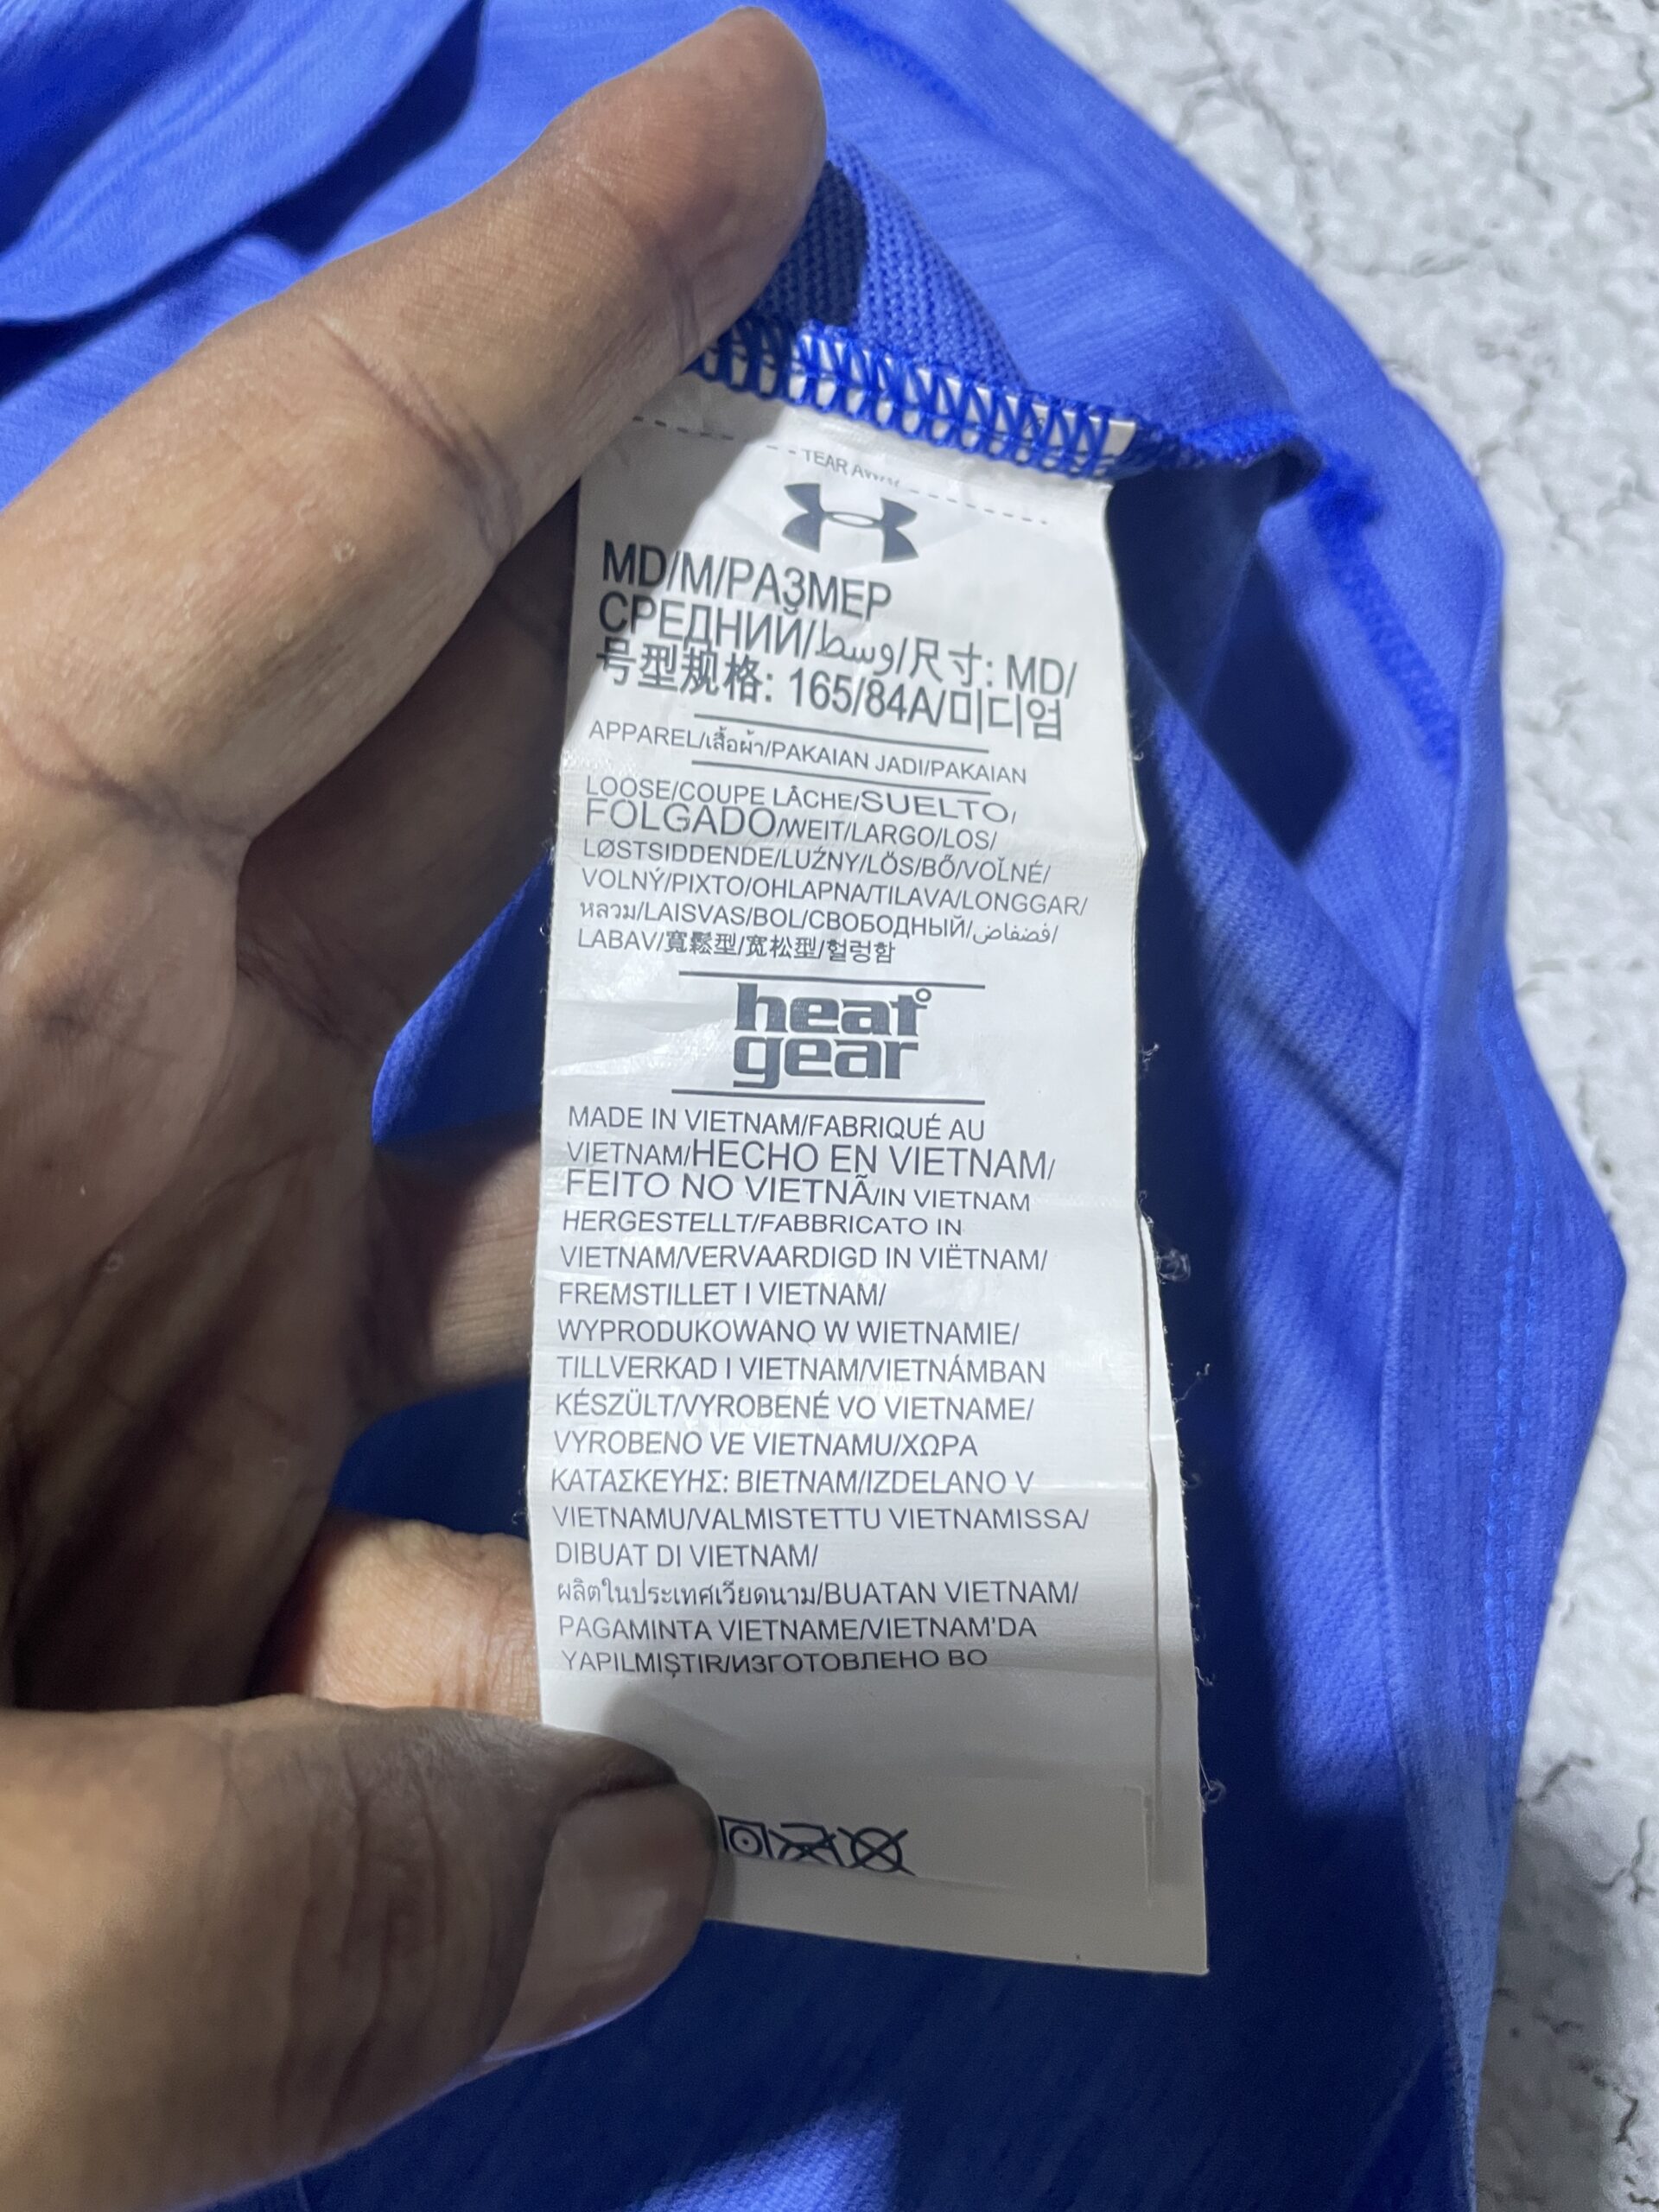 TEAR AWAY
MD/M/РАЗМЕР
СРЕДНИЙ/وسط/尺寸: MD/
号型规格: 165/84A/미디엄
APPAREL/เสื้อผ้า/PAKAIAN JADI/PAKAIAN
LOOSE/COUPE LÂCHE/SUELTO/
FOLGADO/WEIT/LARGO/LOS/
LØSTSIDDENDE/LUŹNY/LÖS/BŐ/VOĽNÉ/
VOLNÝ/ΡΙΧΤΟ/OHLAPNA/TILAVA/LONGGAR/
หลวม/LAISVAS/BOL/СВОБОДНЫЙ/فضفاض/
LABAV/寬鬆型/宽松型/헐렁함
heat
gear
MADE IN VIETNAM/FABRIQUÉ AU
VIETNAM/HECHO EN VIETNAM/
FEITO NO VIETNÃ/IN VIETNAM
HERGESTELLT/FABBRICATO IN
VIETNAM/VERVAARDIGD IN VIËTNAM/
FREMSTILLET I VIETNAM/
WYPRODUKOWANO W WIETNAMIE/
TILLVERKAD I VIETNAM/VIETNÁMBAN
KÉSZÜLT/VYROBENÉ VO VIETNAME/
VYROBENO VE VIETNAMU/ΧΩΡΑ
ΚΑΤΑΣΚΕΥΗΣ: ΒΙΕΤΝΑΜ/IZDELANO V
VIETNAMU/VALMISTETTU VIETNAMISSA/
DIBUAT DI VIETNAM/
ผลิตในประเทศเวียดนาม/BUATAN VIETNAM/
PAGAMINTA VIETNAME/VIETNAM'DA
YAPILMIŞTIR/ИЗГОТОВЛЕНО ВО